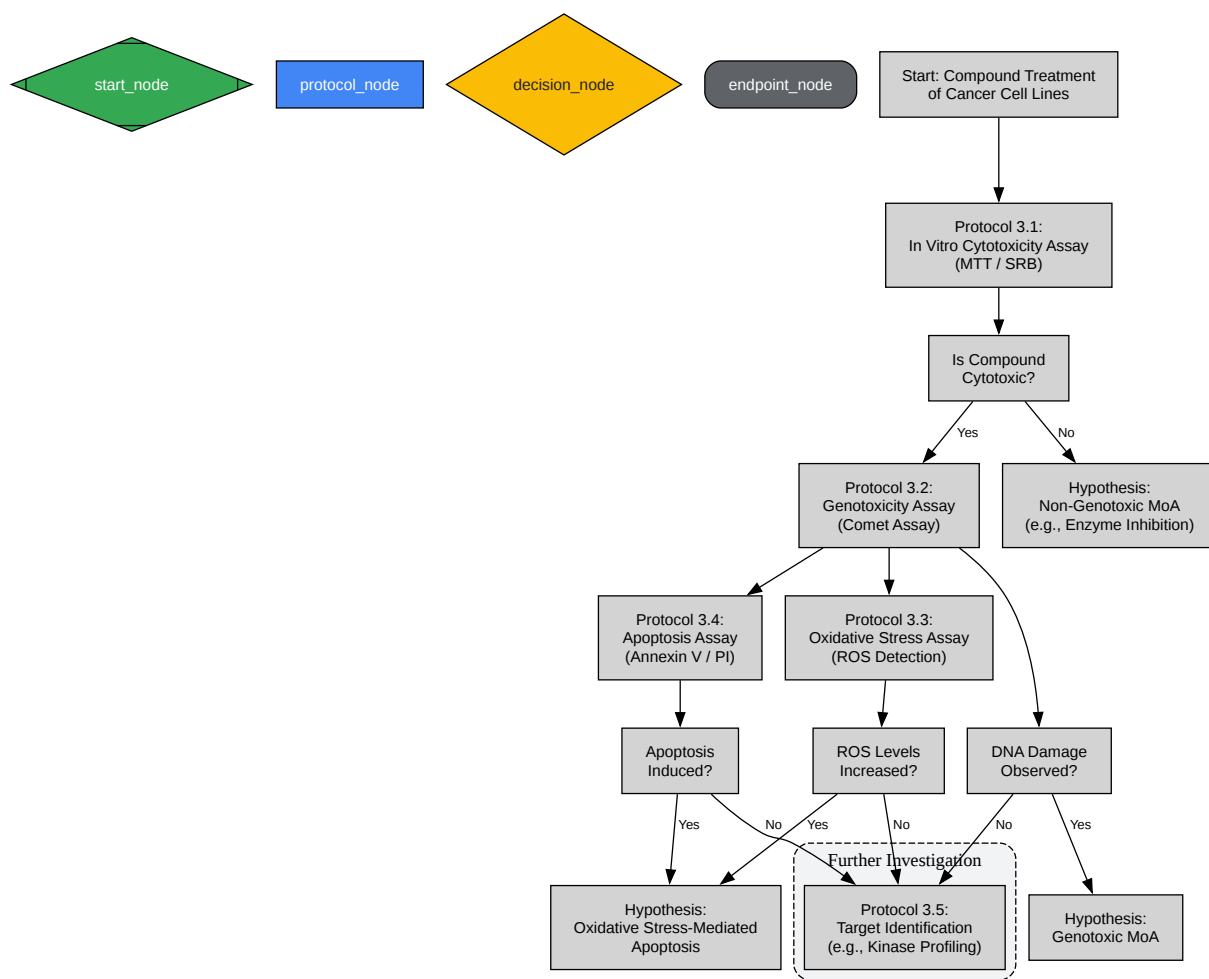 start_node
protocol_node
decision_node
endpoint_node
Start: Compound Treatment
of Cancer Cell Lines
Protocol 3.1:
In Vitro Cytotoxicity Assay
(MTT / SRB)
Is Compound
Cytotoxic?
Yes
No
Protocol 3.2:
Genotoxicity Assay
(Comet Assay)
Hypothesis:
Non-Genotoxic MoA
(e.g., Enzyme Inhibition)
Protocol 3.4:
Apoptosis Assay
(Annexin V / PI)
Protocol 3.3:
Oxidative Stress Assay
(ROS Detection)
Apoptosis
Induced?
ROS Levels
Increased?
DNA Damage
Observed?
Yes
No
Yes
No
No
Yes
Further Investigation
Hypothesis:
Oxidative Stress-Mediated
Apoptosis
Protocol 3.5:
Target Identification
(e.g., Kinase Profiling)
Hypothesis:
Genotoxic MoA